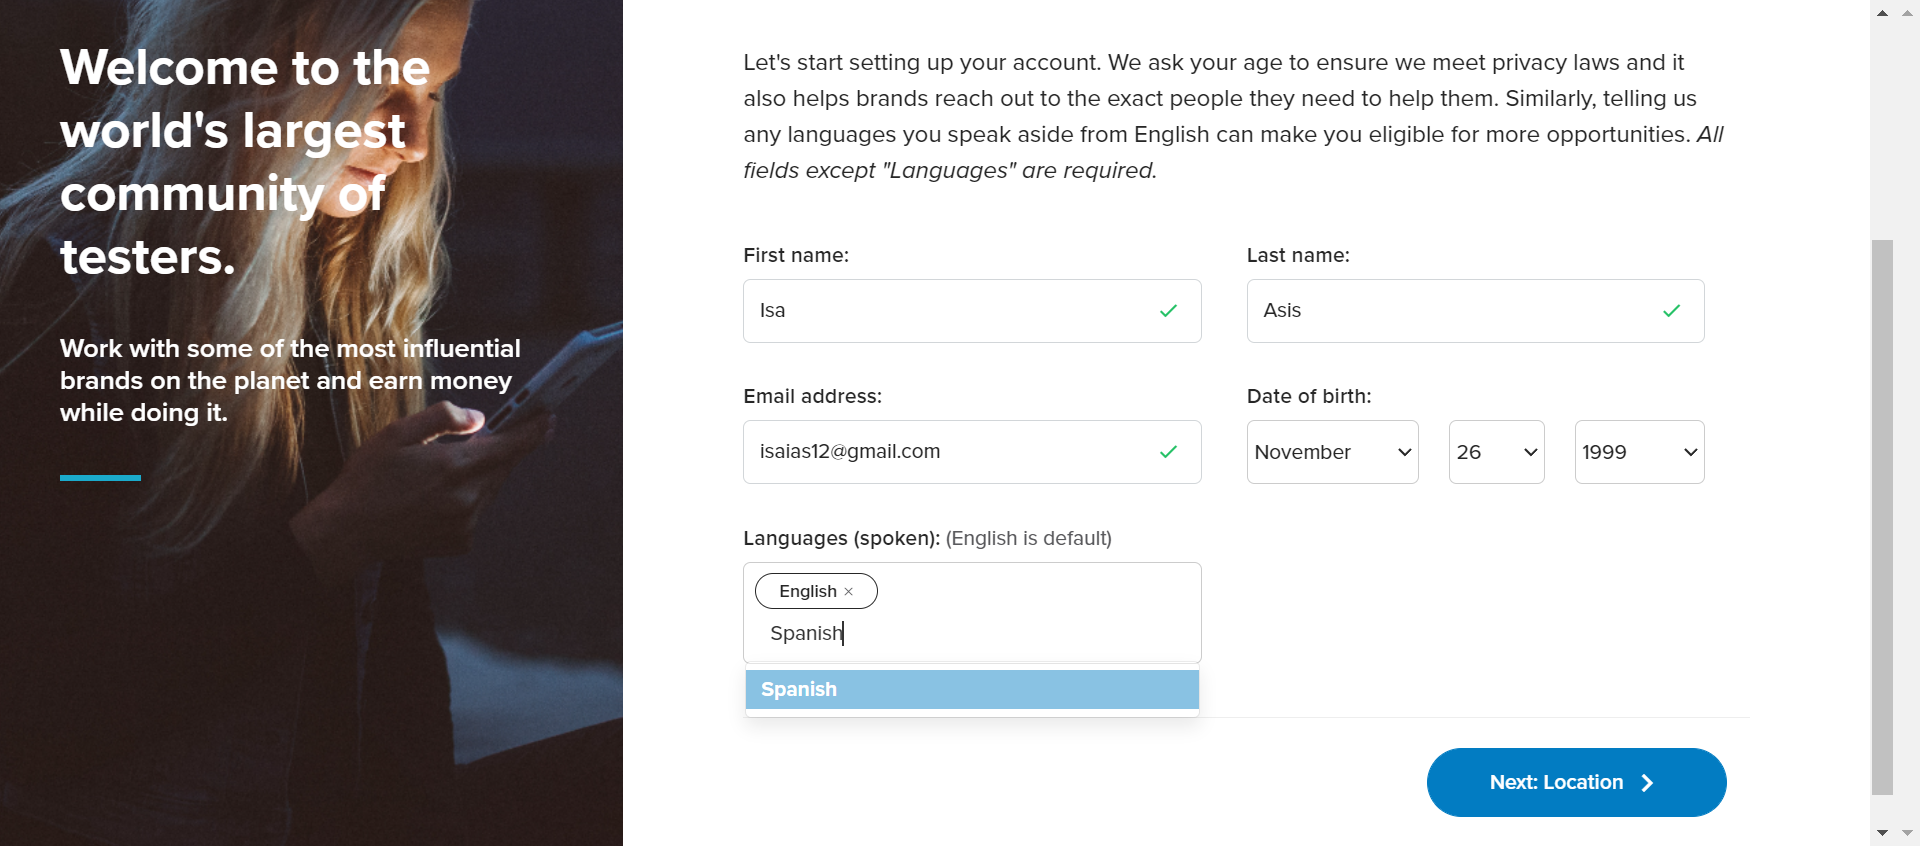 Welcome to the
world's largest
community of
testers.
Work with some of the most influential
brands on the planet and earn money
while doing it.
Let's start setting up your account. We ask your age to ensure we meet privacy laws and it
also helps brands reach out to the exact people they need to help them. Similarly, telling us
any languages you speak aside from English can make you eligible for more opportunities. All
fields except "Languages" are required.
First name:
Last name:
Isa
Asis
Email address:
Date of birth:
isaias12@gmail.com
November
26
1999
Languages (spoken): (English is default)
English ×
Spanish
Spanish
Next: Location